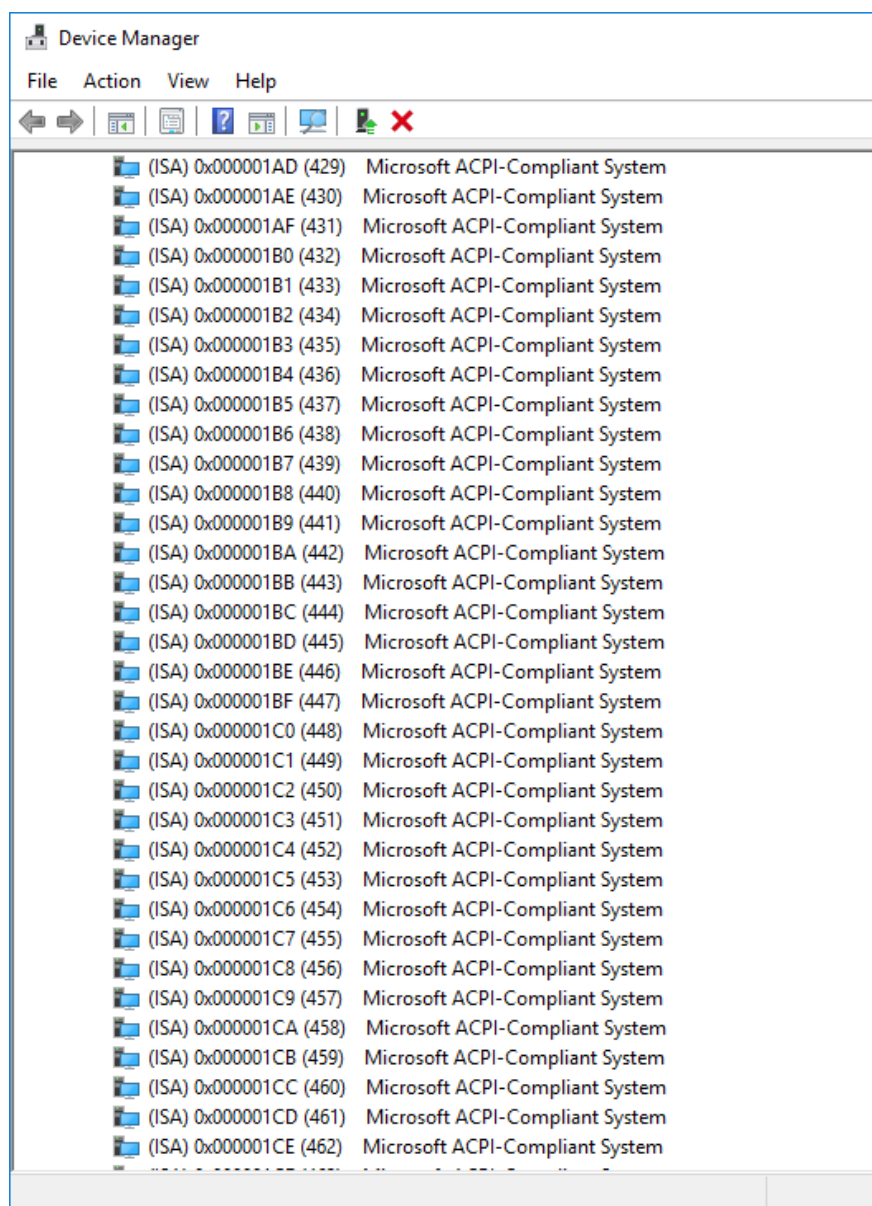 Device Manager
File Action View Help
(ISA) 0x000001AD (429) Microsoft ACPI-Compliant System
(ISA) 0x000001AE (430) Microsoft ACPI-Compliant System
(ISA) 0x000001AF (431) Microsoft ACPI-Compliant System
(ISA) 0x000001B0 (432) Microsoft ACPI-Compliant System
(ISA) 0x000001B1 (433) Microsoft ACPI-Compliant System
(ISA) 0x000001B2 (434) Microsoft ACPI-Compliant System
(ISA) 0x000001B3 (435) Microsoft ACPI-Compliant System
(ISA) 0x000001B4 (436) Microsoft ACPI-Compliant System
(ISA) 0x000001B5 (437) Microsoft ACPI-Compliant System
(ISA) 0x000001B6 (438) Microsoft ACPI-Compliant System
(ISA) 0x000001B7 (439) Microsoft ACPI-Compliant System
(ISA) 0x000001B8 (440) Microsoft ACPI-Compliant System
(ISA) 0x000001B9 (441) Microsoft ACPI-Compliant System
(ISA) 0x000001BA (442) Microsoft ACPI-Compliant System
(ISA) 0x000001BB (443) Microsoft ACPI-Compliant System
(ISA) 0x000001BC (444) Microsoft ACPI-Compliant System
(ISA) 0x000001BD (445) Microsoft ACPI-Compliant System
(ISA) 0x000001BE (446) Microsoft ACPI-Compliant System
(ISA) 0x000001BF (447) Microsoft ACPI-Compliant System
(ISA) 0x000001C0 (448) Microsoft ACPI-Compliant System
(ISA) 0x000001C1 (449) Microsoft ACPI-Compliant System
(ISA) 0x000001C2 (450) Microsoft ACPI-Compliant System
(ISA) 0x000001C3 (451) Microsoft ACPI-Compliant System
(ISA) 0x000001C4 (452) Microsoft ACPI-Compliant System
(ISA) 0x000001C5 (453) Microsoft ACPI-Compliant System
(ISA) 0x000001C6 (454) Microsoft ACPI-Compliant System
(ISA) 0x000001C7 (455) Microsoft ACPI-Compliant System
(ISA) 0x000001C8 (456) Microsoft ACPI-Compliant System
(ISA) 0x000001C9 (457) Microsoft ACPI-Compliant System
(ISA) 0x000001CA (458) Microsoft ACPI-Compliant System
(ISA) 0x000001CB (459) Microsoft ACPI-Compliant System
(ISA) 0x000001CC (460) Microsoft ACPI-Compliant System
(ISA) 0x000001CD (461) Microsoft ACPI-Compliant System
(ISA) 0x000001CE (462) Microsoft ACPI-Compliant System